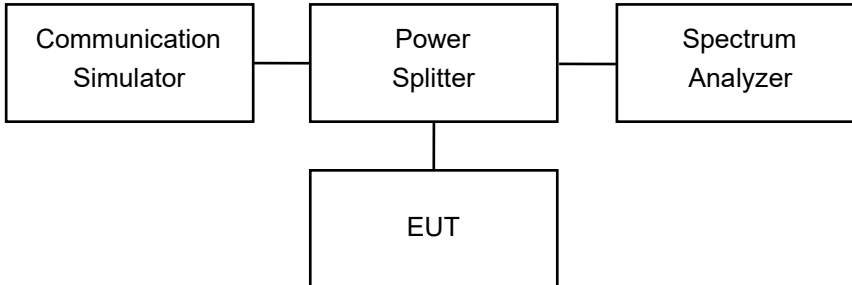 Communication
Simulator
Power
Splitter
Spectrum
Analyzer
EUT